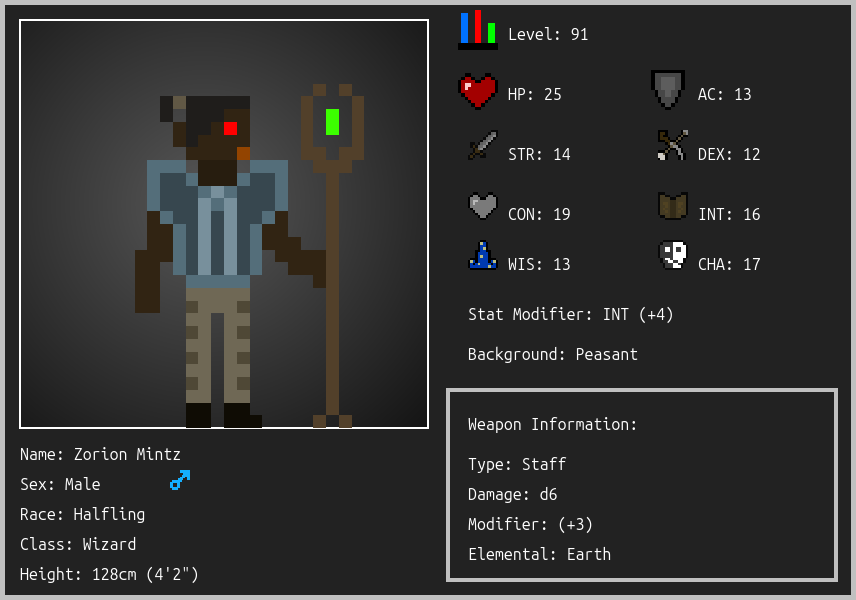 Level: 91
HP: 25
AC: 13
STR: 14
DEX: 12
CON: 19
INT: 16
WIS: 13
CHA: 17
Stat Modifier: INT (+4)
Background: Peasant
Weapon Information:
Type: Staff
Damage: d6
Modifier: (+3)
Elemental: Earth
Name: Zorion Mintz
Sex: Male
Race: Halfling
Class: Wizard
Height: 128cm (4'2")